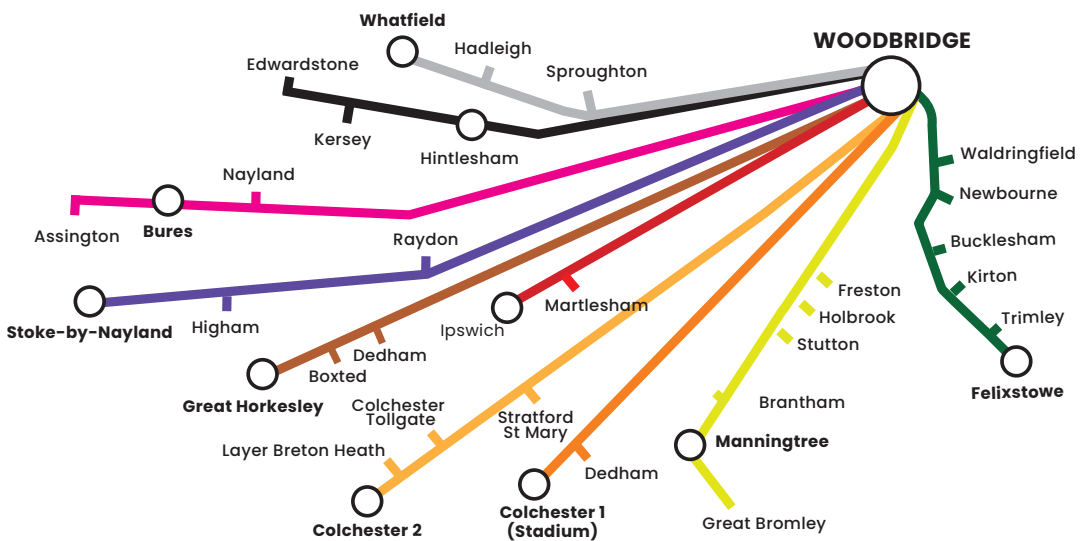 Whatfield
WOODBRIDGE
Hadleigh
Edwardstone
Sproughton
Kersey
Hintlesham
Waldringfield
Nayland
Newbourne
Assington
Bures
Raydon
Bucklesham
Kirton
Freston
Martlesham
Holbrook
Trimley
Stoke-by-Nayland
Higham
Ipswich
Stutton
Dedham
Boxted
Felixstowe
Great Horkesley
Colchester
Tollgate
Brantham
Stratford
St Mary
Manningtree
Layer Breton Heath
Dedham
Colchester 1
(Stadium)
Colchester 2
Great Bromley